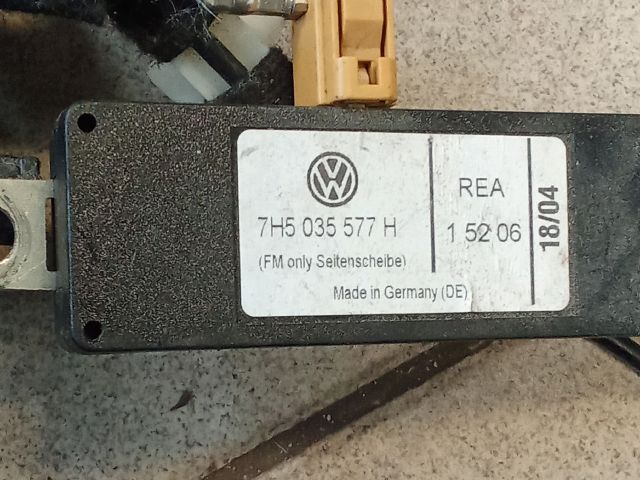 7H5 035 577 H
(FM only Seitenscheibe)
Made in Germany (DE)
REA
1 52 06
18/04